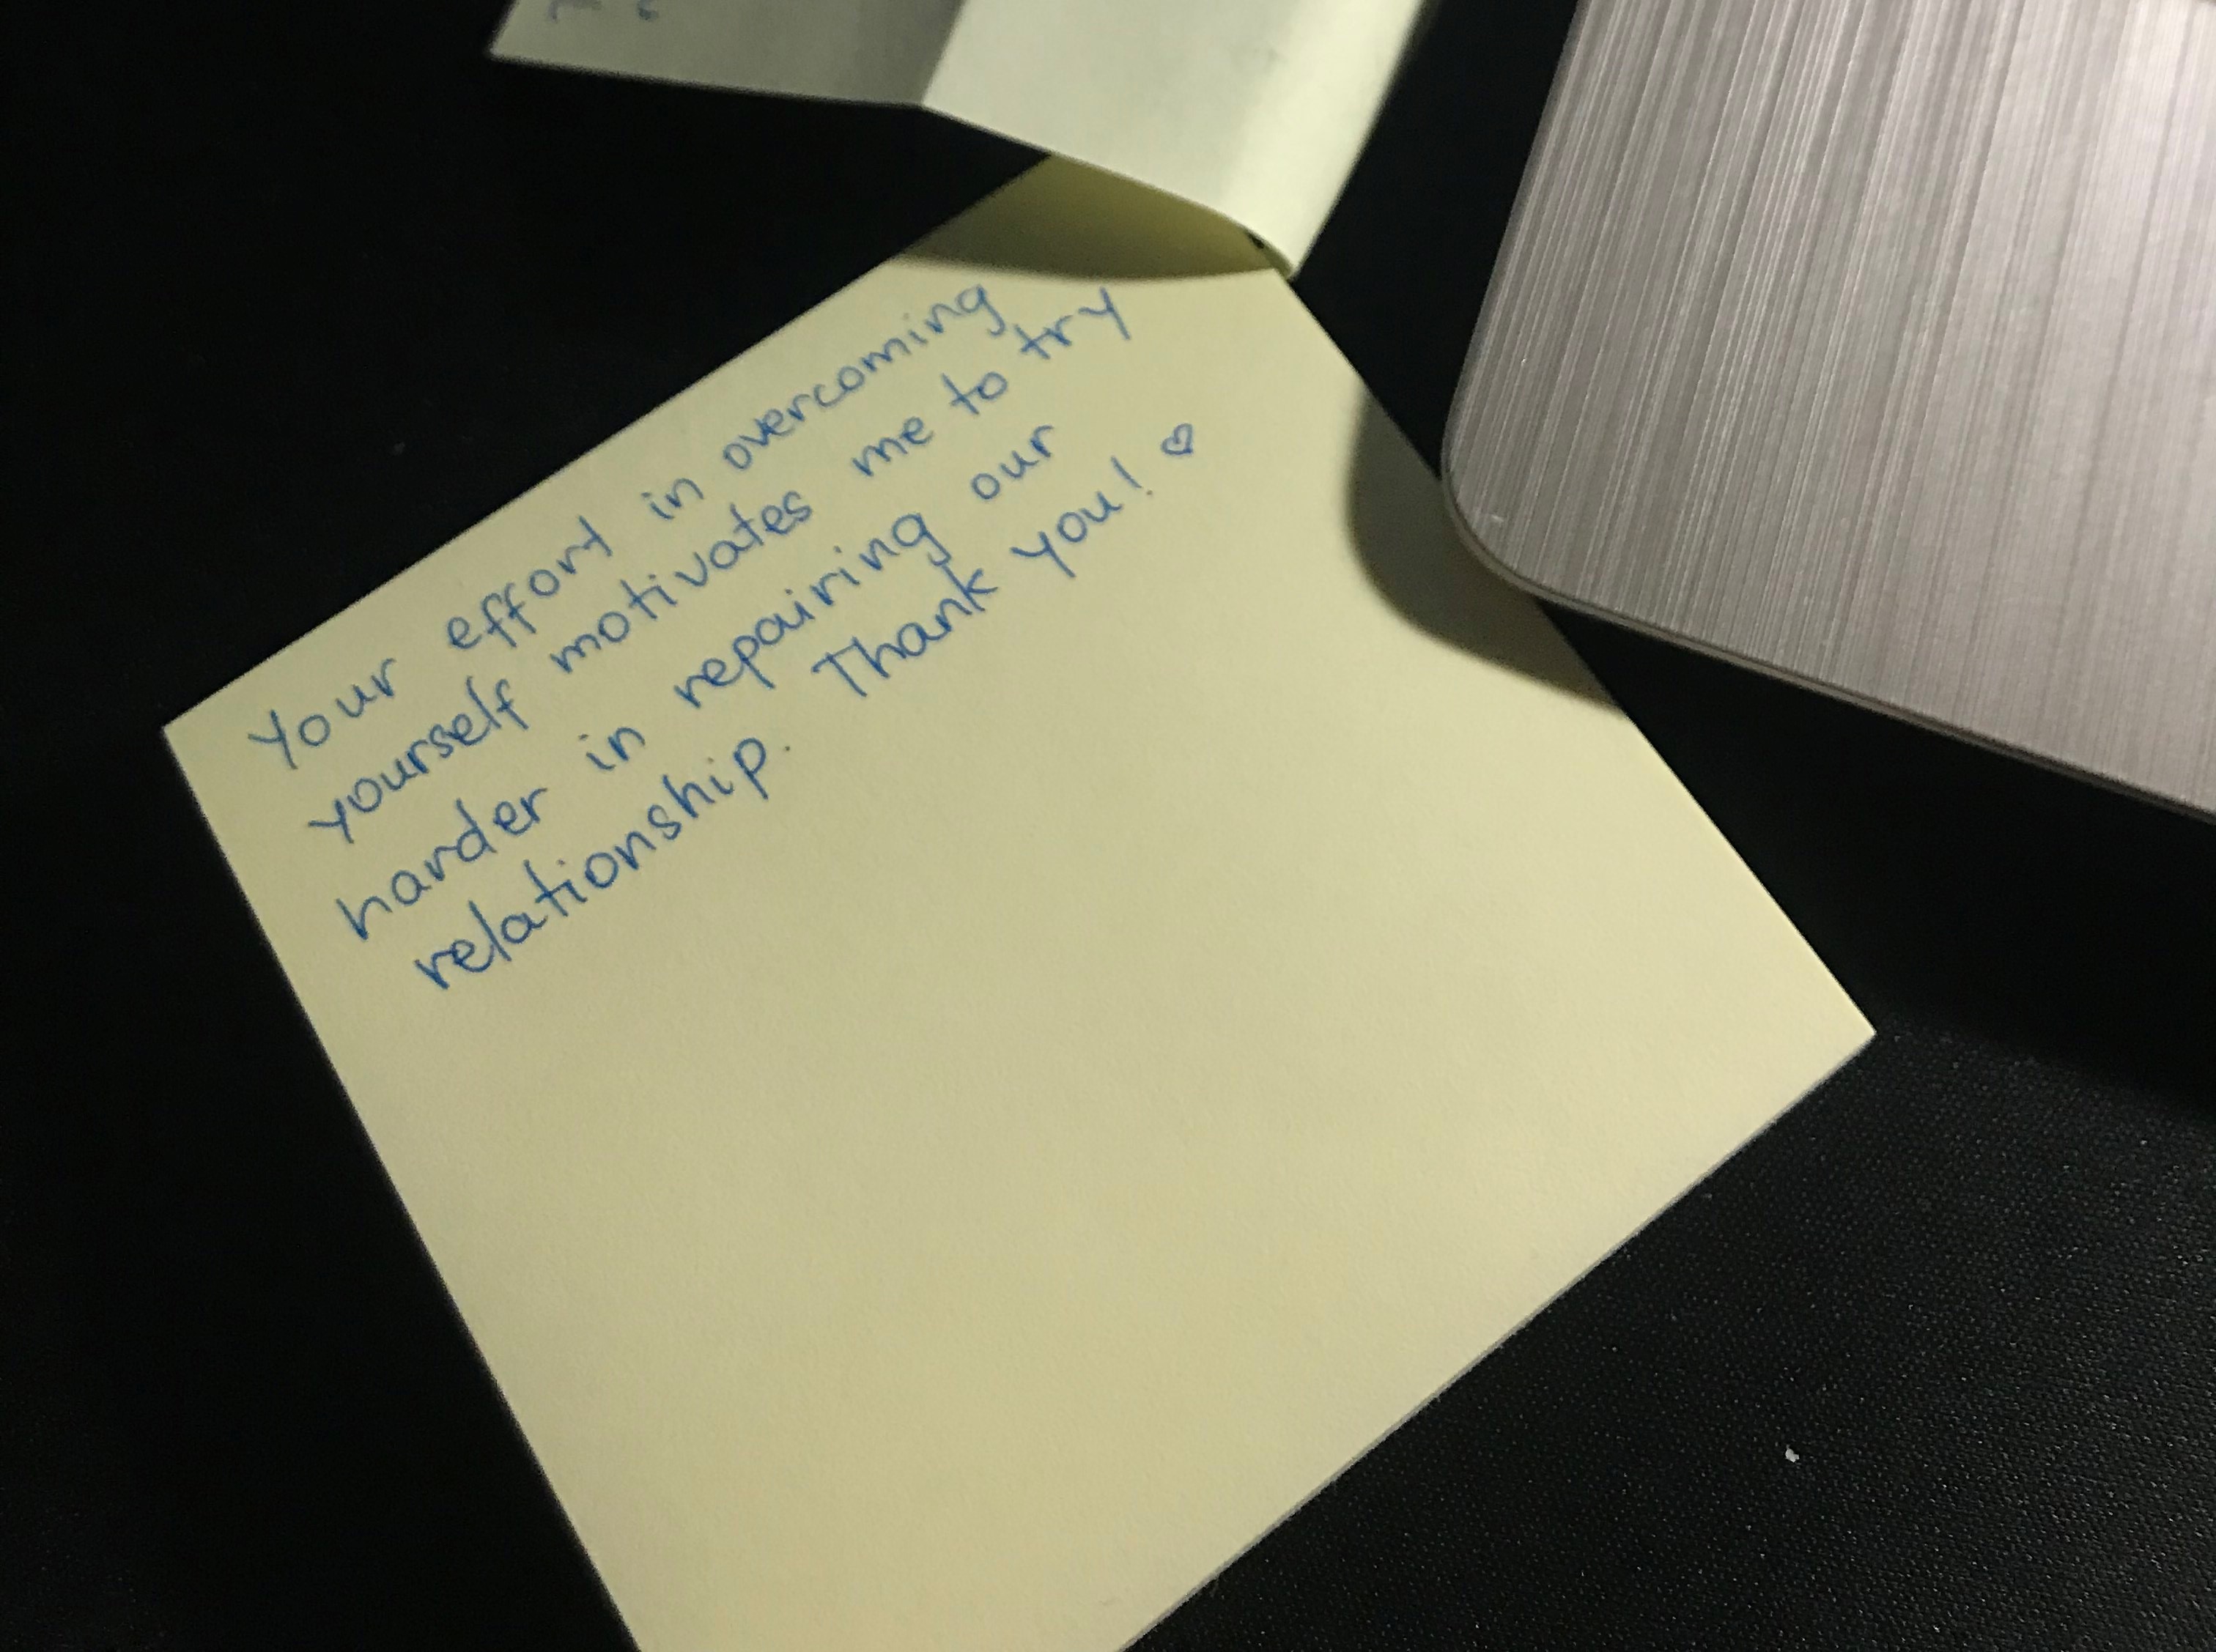 Your effort in overcoming
yourself motivates me to try
harder in repairing our
relationship. Thank you! ♡